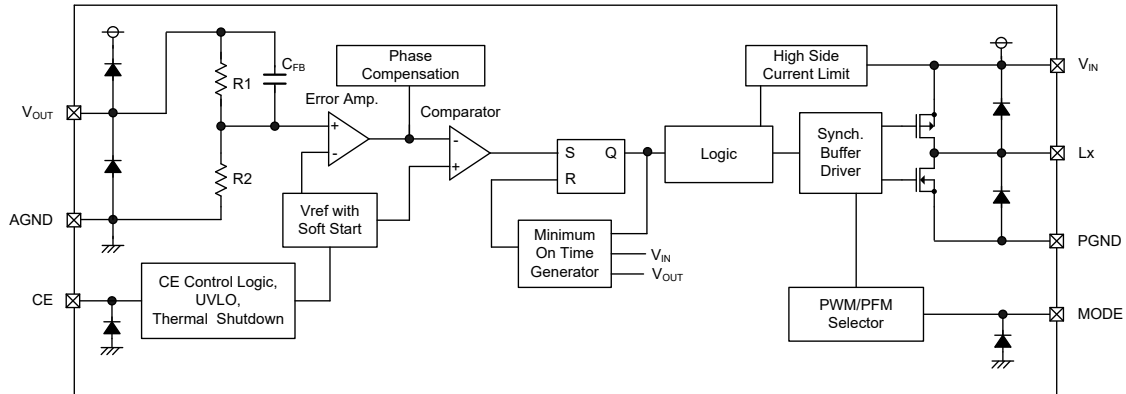 High Side
Current Limit
VIN
Phase
Compensation
CFB
R1
Error Amp.
Comparator
VOUT
+
-
-
+
S
Q
R
Logic
Synch.
Buffer
Driver
Lx
R2
AGND
Vref with
Soft Start
Minimum
On Time
Generator
VIN
VOUT
PGND
CE
CE Control Logic,
UVLO,
Thermal Shutdown
PWM/PFM
Selector
MODE